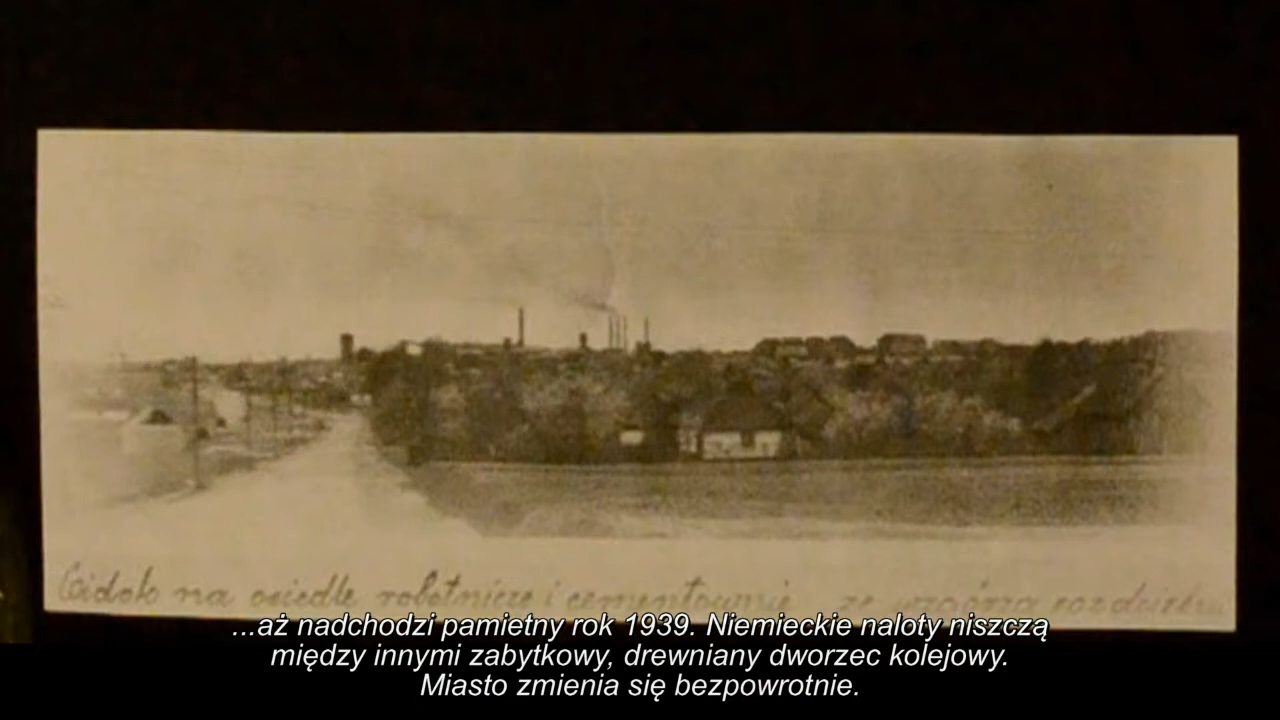 Widok na osiedle robotnicze i cementownię ze
...aż nadchodzi pamietny rok 1939. Niemieckie naloty niszczą
między innymi zabytkowy, drewniany dworzec kolejowy.
Miasto zmienia się bezpowrotnie.